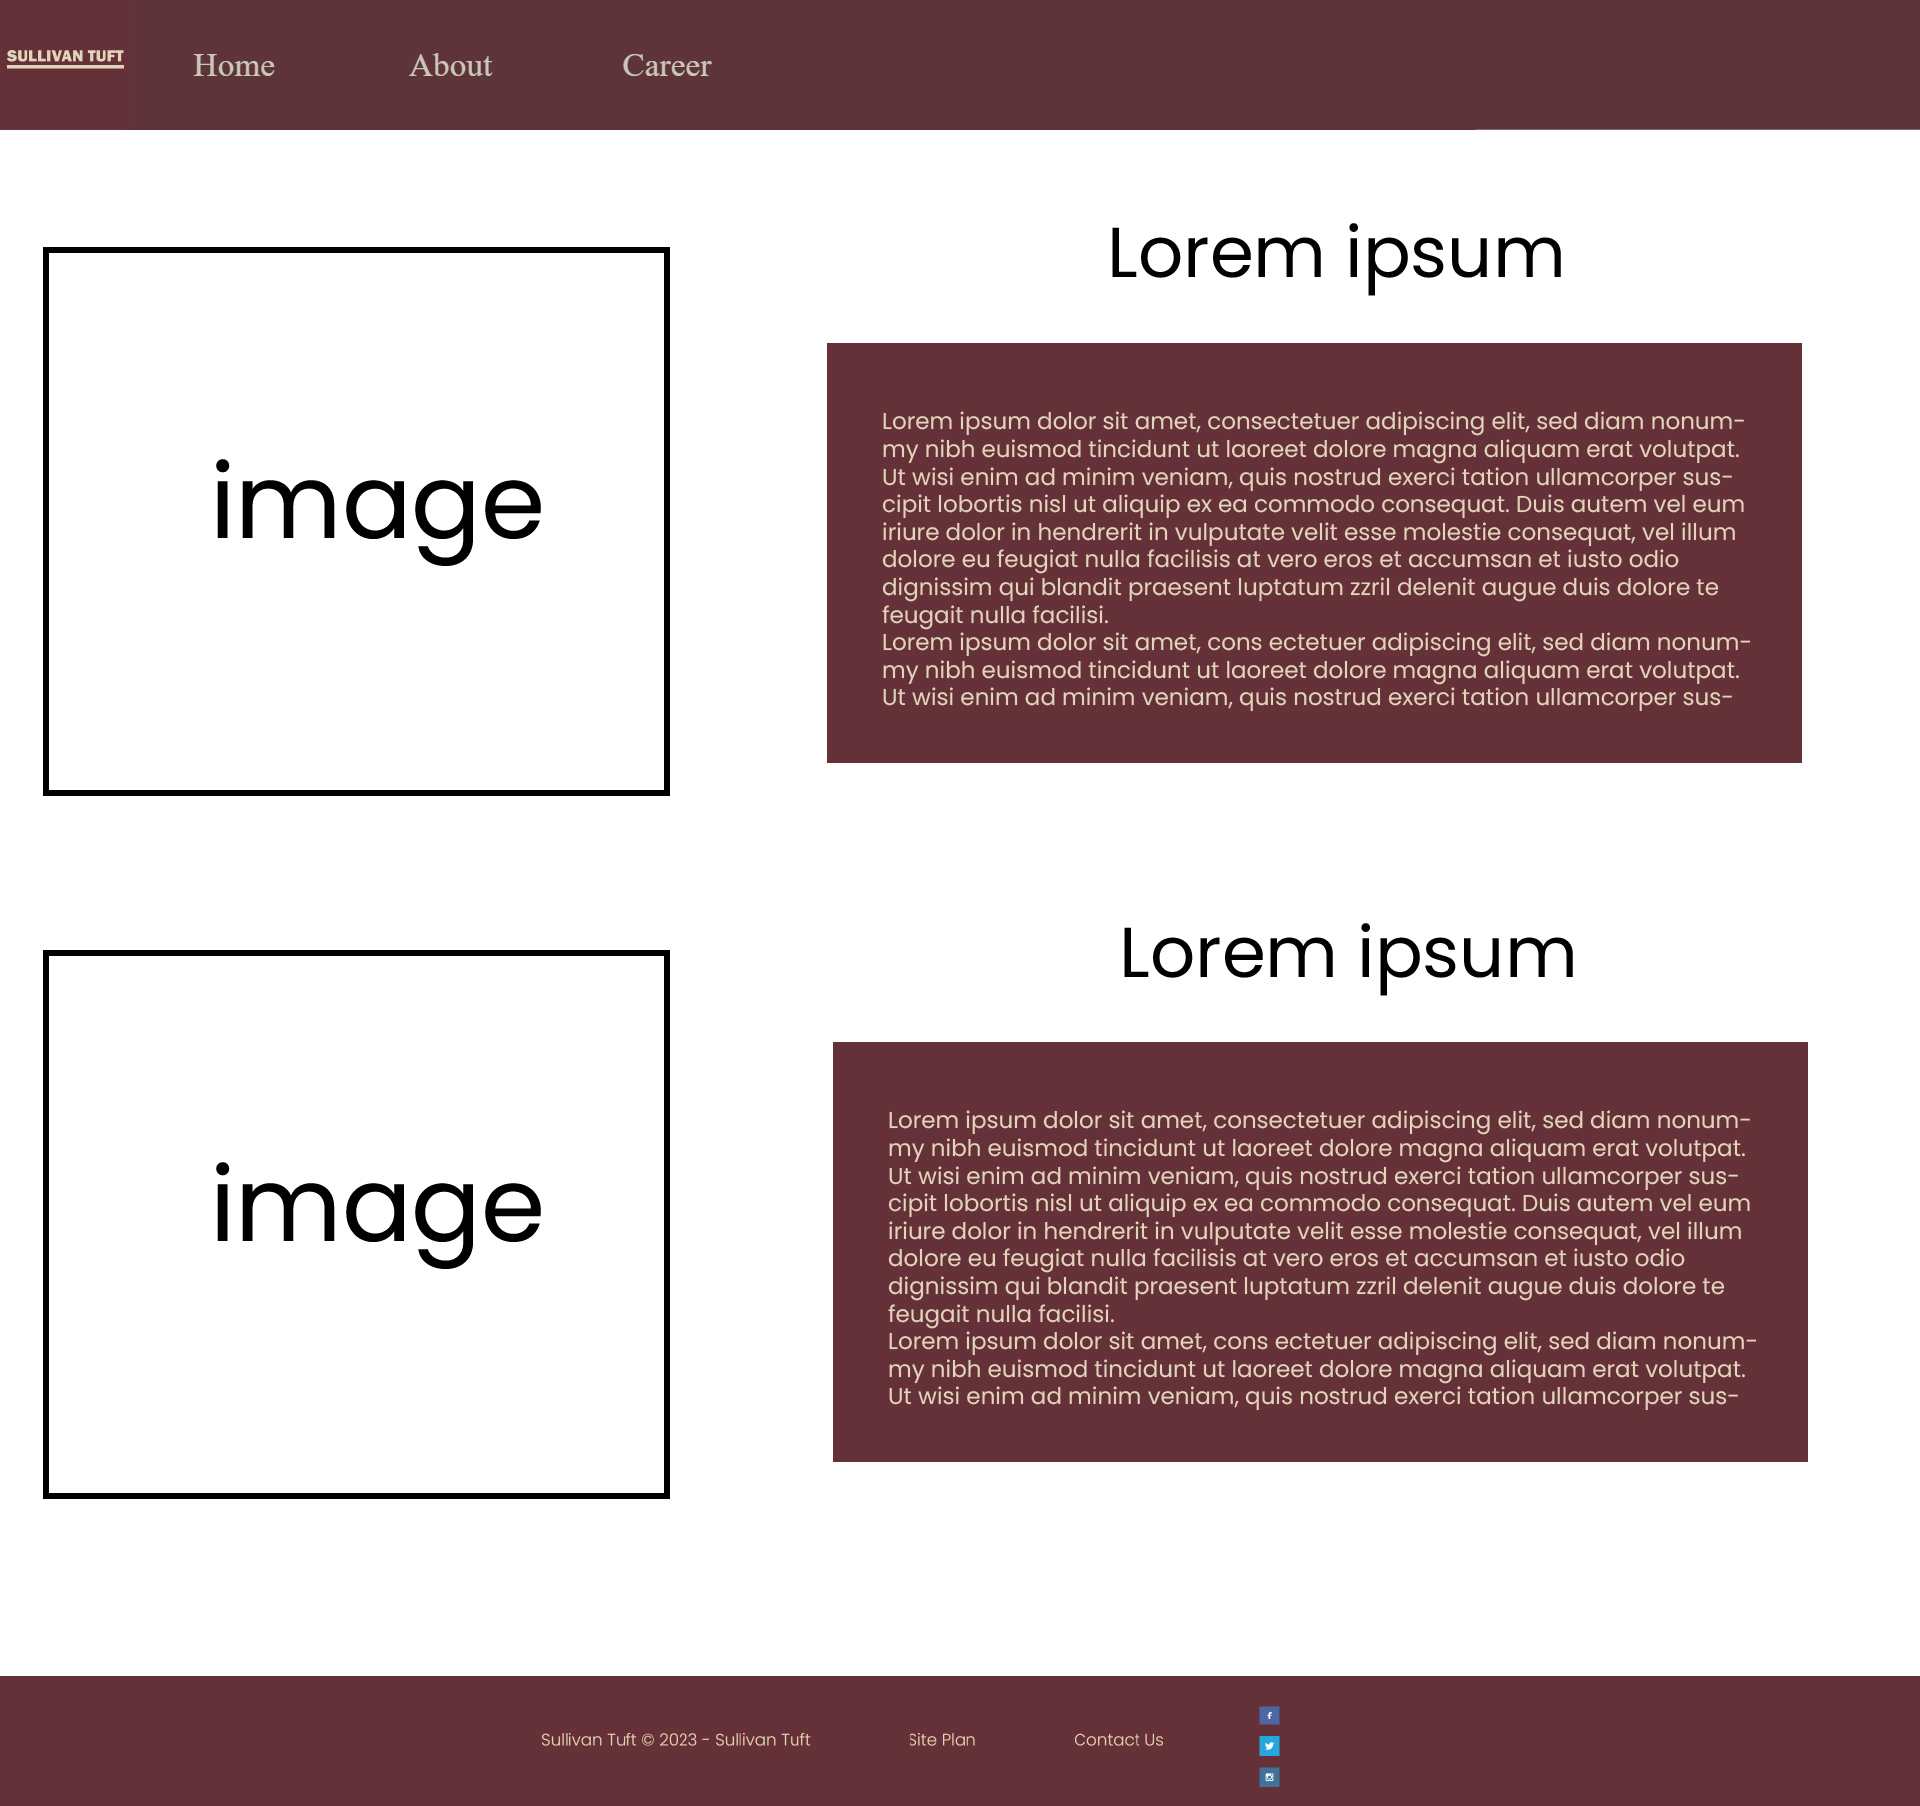 SULLIVAN TUFT
Home About Career
Lorem ipsum
image
Lorem ipsum dolor sit amet, consectetuer adipiscing elit, sed diam nonum-
my nibh euismod tincidunt ut laoreet dolore magna aliquam erat volutpat.
Ut wisi enim ad minim veniam, quis nostrud exerci tation ullamcorper sus-
cipit lobortis nisl ut aliquip ex ea commodo consequat. Duis autem vel eum
iriure dolor in hendrerit in vulputate velit esse molestie consequat, vel illum
dolore eu feugiat nulla facilisis at vero eros et accumsan et iusto odio
dignissim qui blandit praesent luptatum zzril delenit augue duis dolore te
feugait nulla facilisi.
Lorem ipsum dolor sit amet, cons ectetuer adipiscing elit, sed diam nonum-
my nibh euismod tincidunt ut laoreet dolore magna aliquam erat volutpat.
Ut wisi enim ad minim veniam, quis nostrud exerci tation ullamcorper sus-
Lorem ipsum
image
Lorem ipsum dolor sit amet, consectetuer adipiscing elit, sed diam nonum-
my nibh euismod tincidunt ut laoreet dolore magna aliquam erat volutpat.
Ut wisi enim ad minim veniam, quis nostrud exerci tation ullamcorper sus-
cipit lobortis nisl ut aliquip ex ea commodo consequat. Duis autem vel eum
iriure dolor in hendrerit in vulputate velit esse molestie consequat, vel illum
dolore eu feugiat nulla facilisis at vero eros et accumsan et iusto odio
dignissim qui blandit praesent luptatum zzril delenit augue duis dolore te
feugait nulla facilisi.
Lorem ipsum dolor sit amet, cons ectetuer adipiscing elit, sed diam nonum-
my nibh euismod tincidunt ut laoreet dolore magna aliquam erat volutpat.
Ut wisi enim ad minim veniam, quis nostrud exerci tation ullamcorper sus-
Sullivan Tuft © 2023 - Sullivan Tuft Site Plan Contact Us